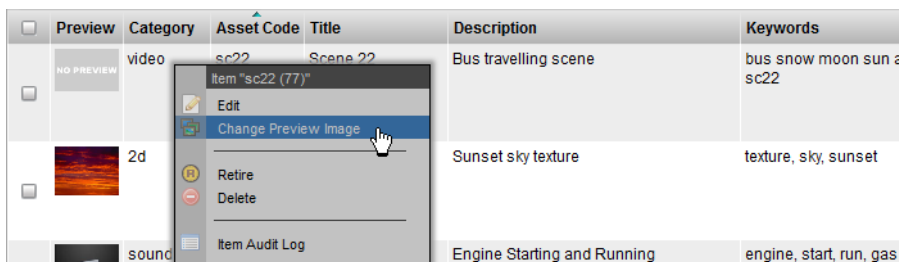 Preview Category Asset Code Title Description Keywords
NO PREVIEW video sc22 Scene 22 Bus travelling scene bus snow moon sun a
sc22
Item "sc22 (77)"
Edit
Change Preview Image
2d Sunset sky texture texture, sky, sunset
R Retire
Delete
Item Audit Log
sound Engine Starting and Running engine, start, run, gas